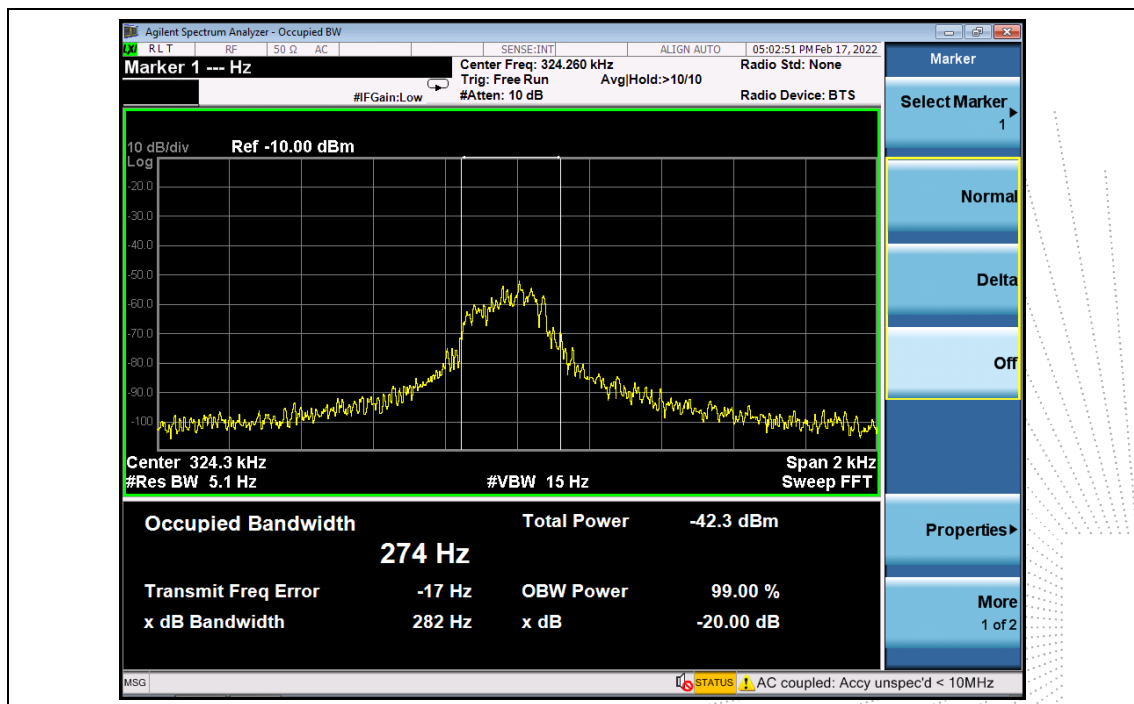 Agilent Spectrum Analyzer - Occupied BW
LXI RLT RF 50 Ω AC SENSE:INT ALIGN AUTO 05:02:51 PM Feb 17, 2022
Marker 1 --- Hz
Center Freq: 324.260 kHz Radio Std: None
Trig: Free Run Avg|Hold:>10/10
#IFGain:Low #Atten: 10 dB Radio Device: BTS
10 dB/div Ref -10.00 dBm
Log
-20.0
-30.0
-40.0
-50.0
-60.0
-70.0
-80.0
-90.0
-100
Center 324.3 kHz Span 2 kHz
#Res BW 5.1 Hz #VBW 15 Hz Sweep FFT
Occupied Bandwidth Total Power -42.3 dBm
274 Hz
Transmit Freq Error -17 Hz OBW Power 99.00 %
x dB Bandwidth 282 Hz x dB -20.00 dB
MSG STATUS AC coupled: Accy unspec'd < 10MHz
Marker
Select Marker
1
Normal
Delta
Off
Properties
More
1 of 2